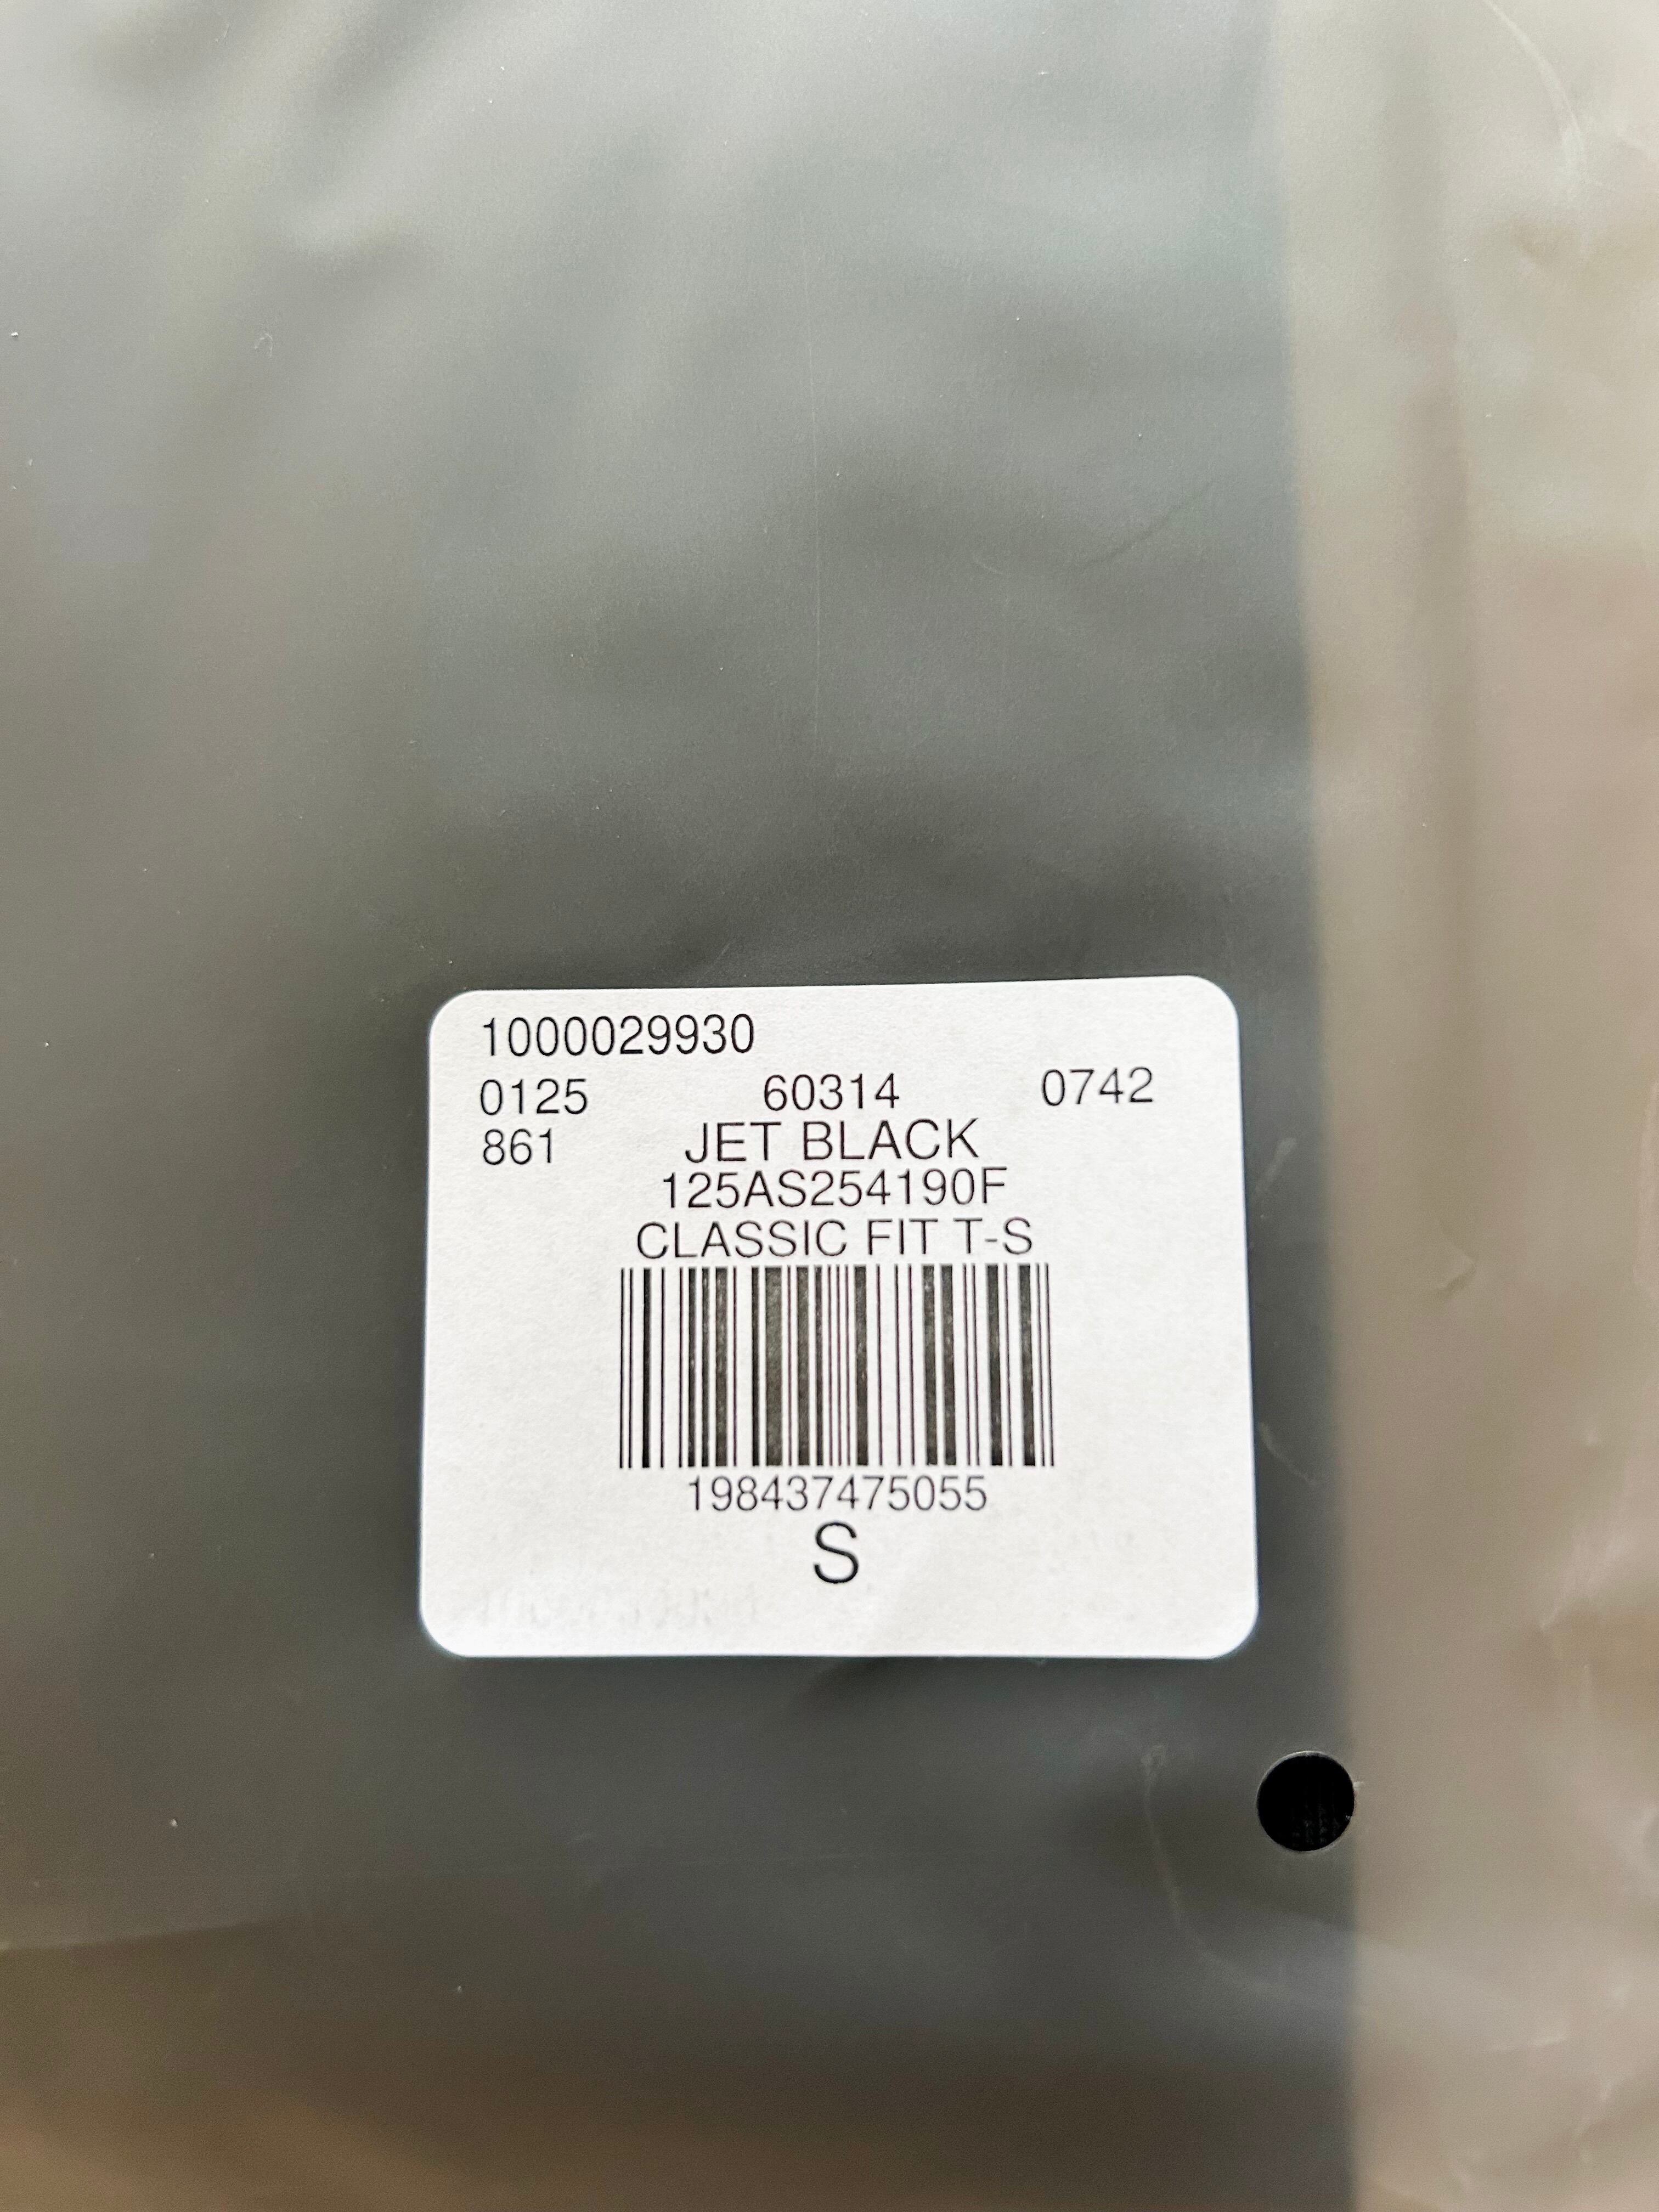 1000029930
0125 60314 0742
861 JET BLACK
125AS254190F
CLASSIC FIT T-S
198437475055
S